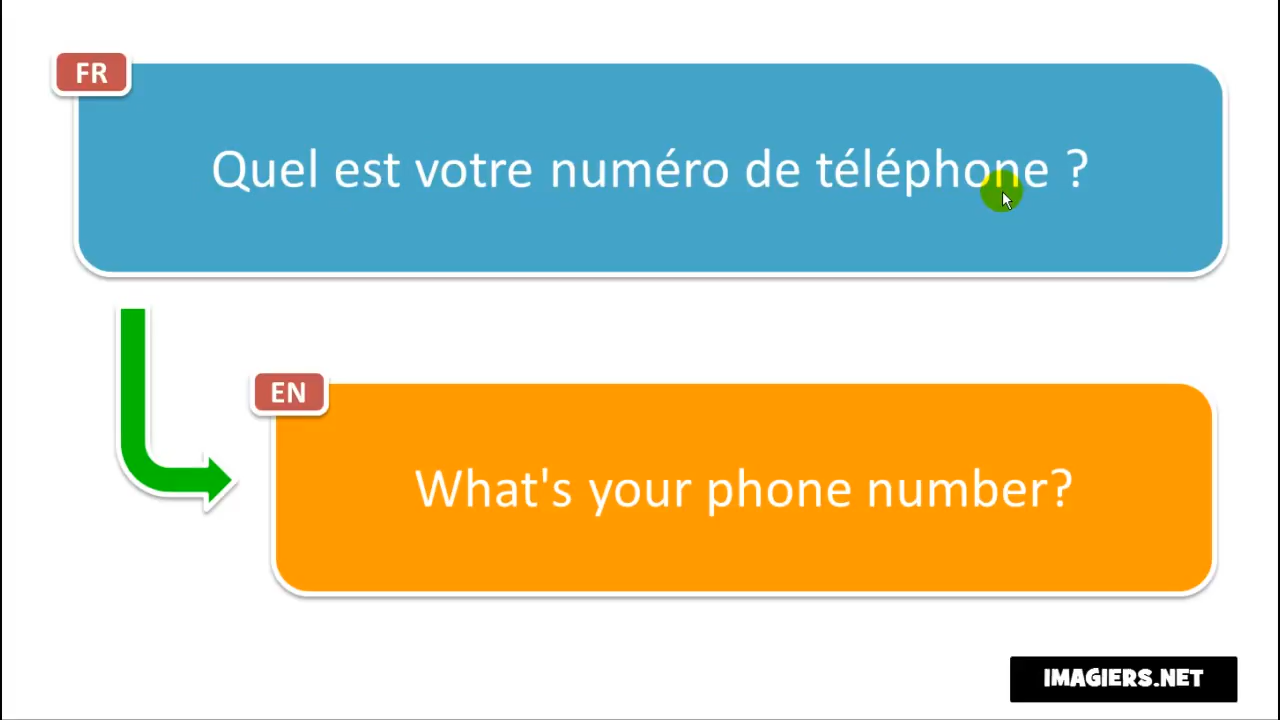 FR
Quel est votre numéro de téléphone ?
EN
What's your phone number?
IMAGIERS.NET